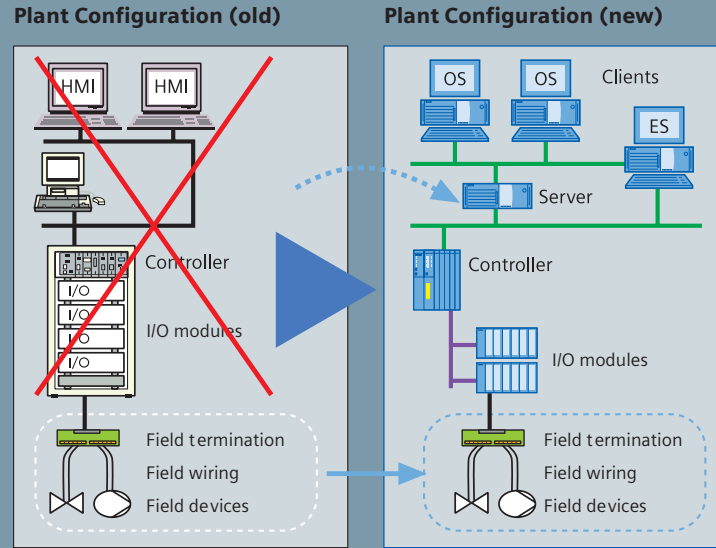 Plant Configuration (old)
HMI
HMI
Controller
I/O
I/O
I/O
I/O
I/O modules
Field termination
Field wiring
Field devices
Plant Configuration (new)
OS
OS
Clients
ES
Server
Controller
I/O modules
Field termination
Field wiring
Field devices